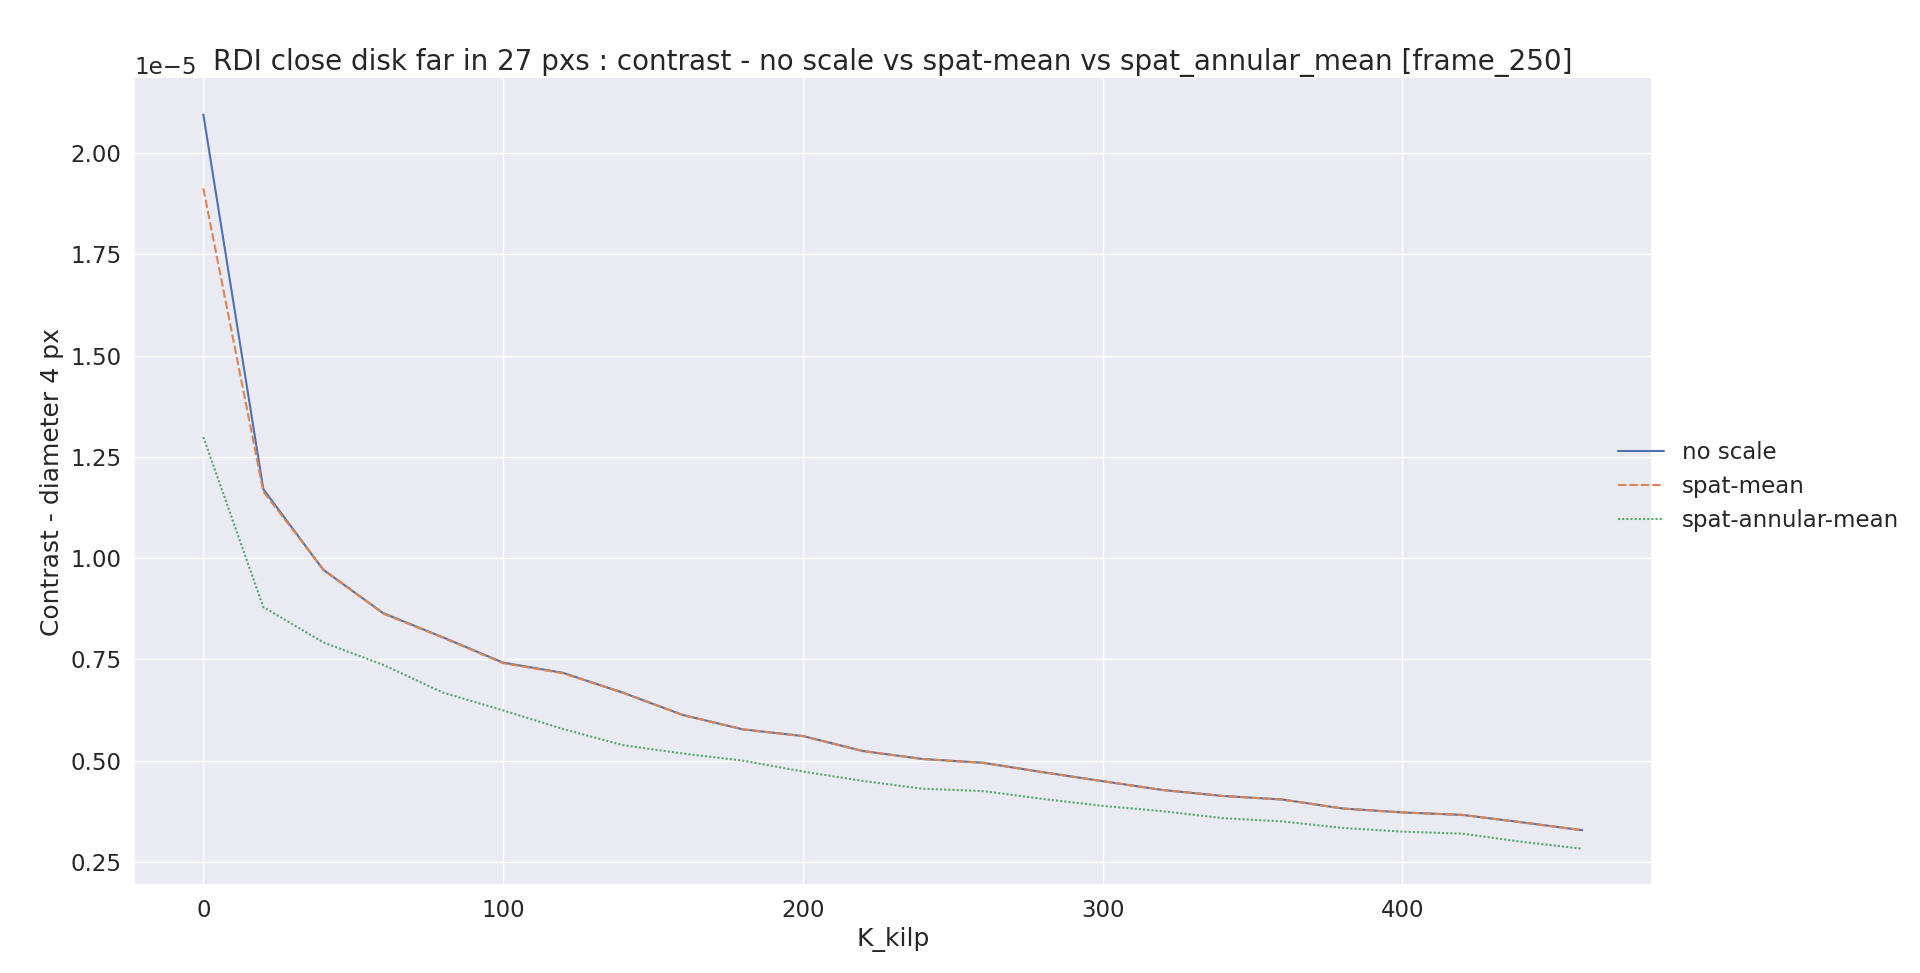 RDI close disk far in 27 pxs : contrast - no scale vs spat-mean vs spat_annular_mean [frame_250]
1e−5
2.00
1.75
1.50
1.25
1.00
0.75
0.50
0.25
Contrast - diameter 4 px
0 100 200 300 400
K_kilp
no scale
spat-mean
spat-annular-mean